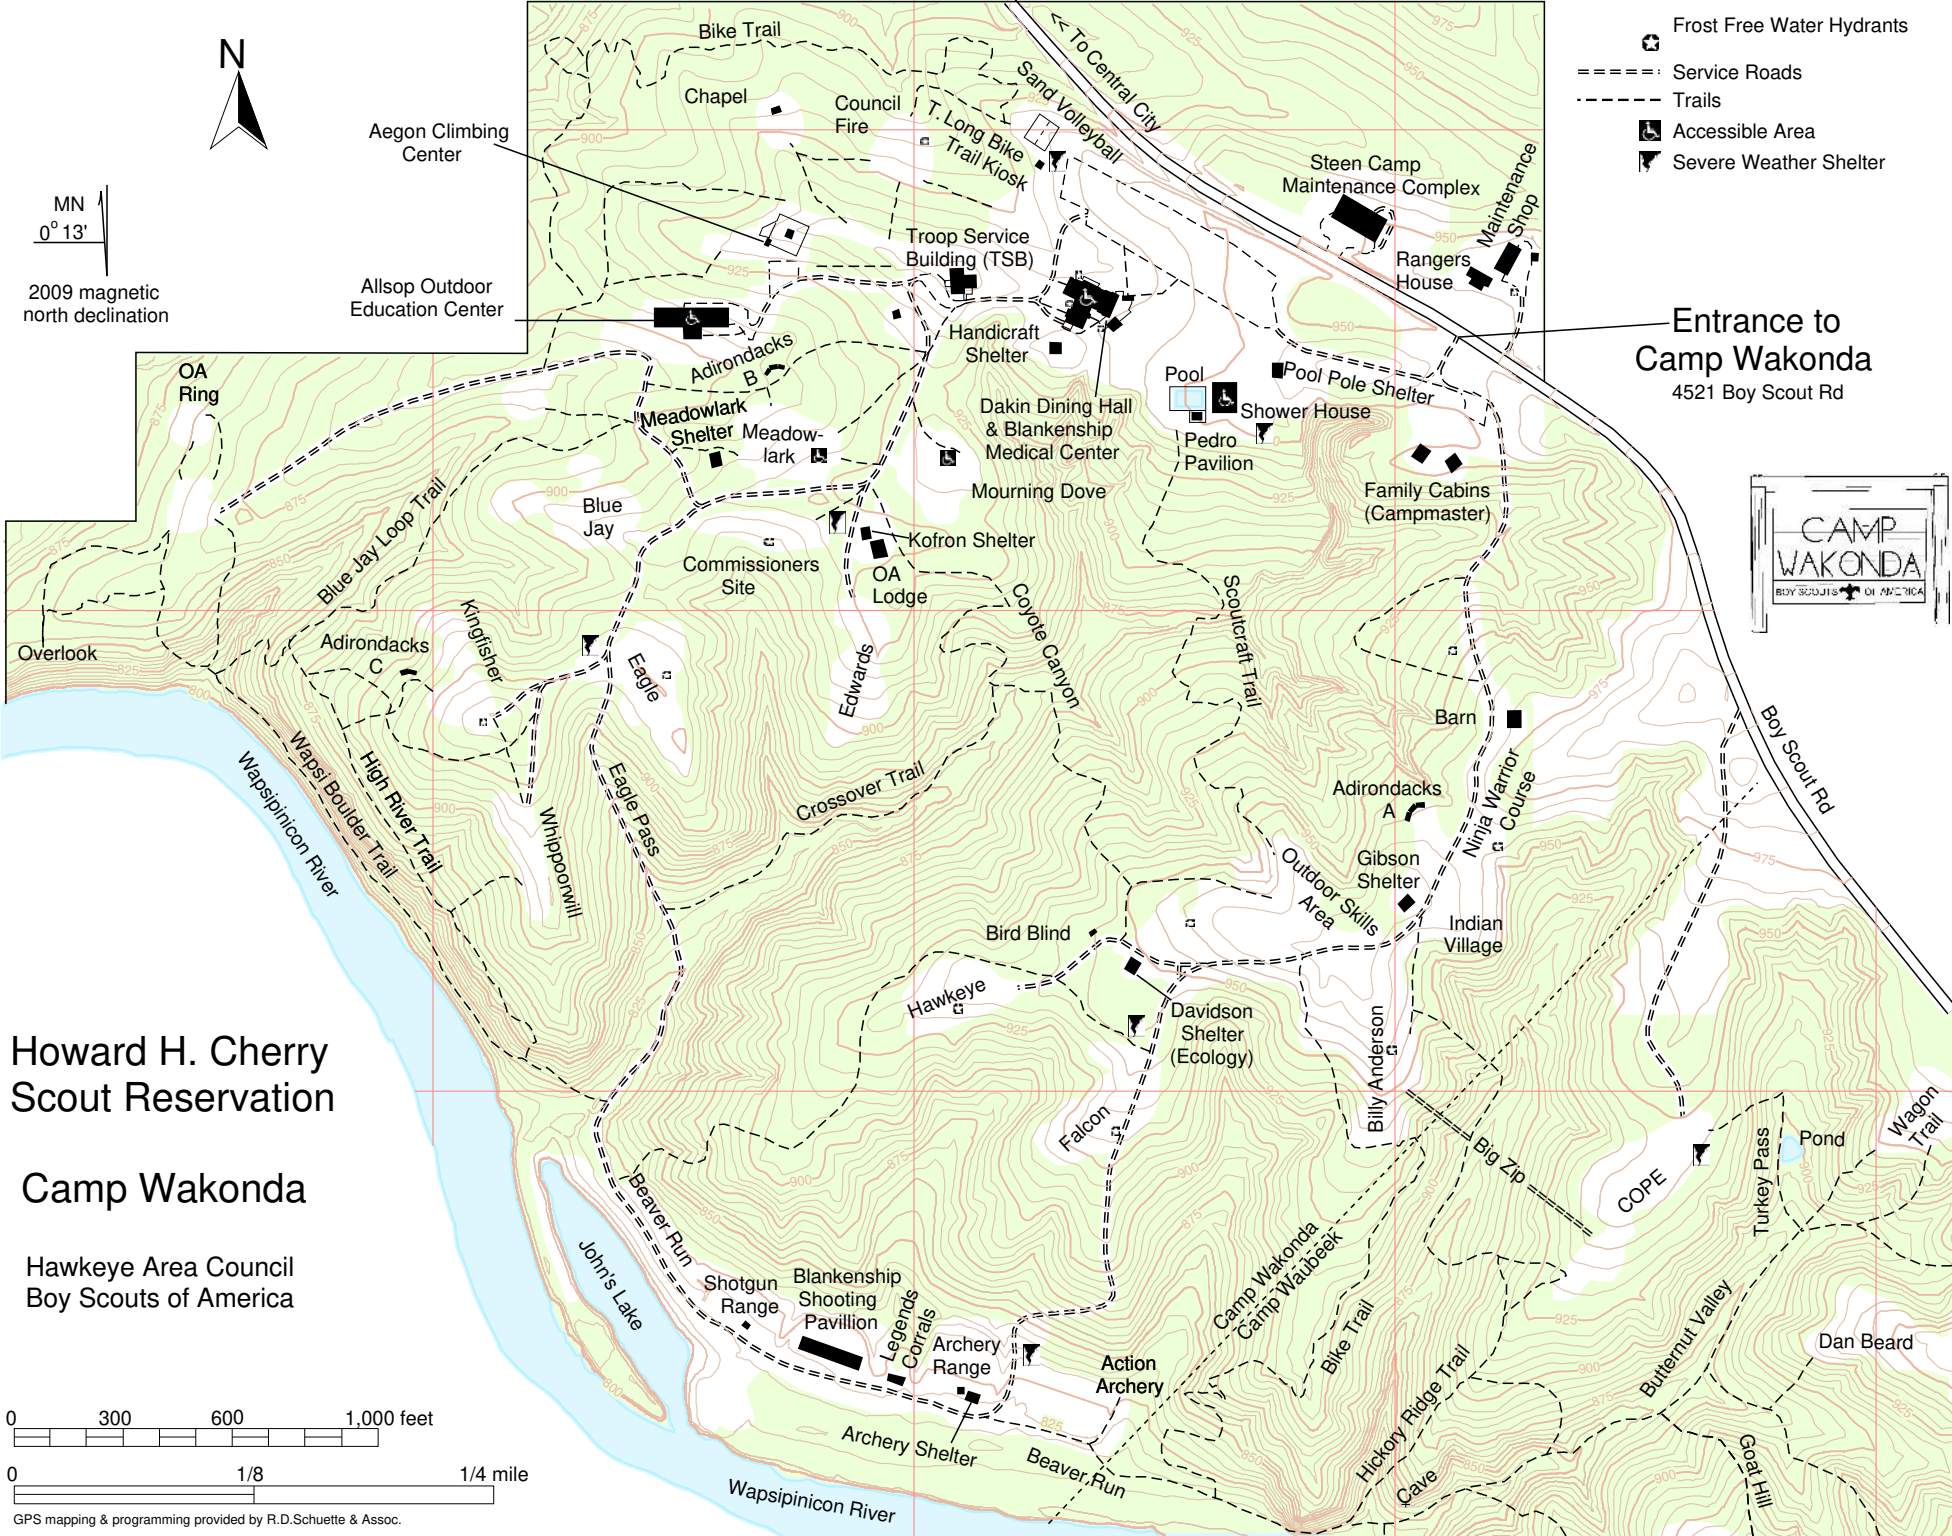 N
MN
0° 13'
2009 magnetic
north declination
Bike Trail
<< To Central City
Sand Volleyball
Chapel
Council
Fire
T. Long Bike
Trail Kiosk
Aegon Climbing
Center
Allsop Outdoor
Education Center
Troop Service
Building (TSB)
Steen Camp
Maintenance Complex
Maintenance
Shop
Rangers
House
Frost Free Water Hydrants
Service Roads
Trails
Accessible Area
Severe Weather Shelter
Entrance to
Camp Wakonda
4521 Boy Scout Rd
CAMP
WAKONDA
BOY SCOUTS OF AMERICA
OA
Ring
Adirondacks
B
Handicraft
Shelter
Meadowlark
Shelter
Meadow-
lark
Dakin Dining Hall
& Blankenship
Medical Center
Pool
Pool Pole Shelter
Shower House
Pedro
Pavilion
Mourning Dove
Family Cabins
(Campmaster)
Blue
Jay
Blue Jay Loop Trail
Commissioners
Site
Kofron Shelter
OA
Lodge
Coyote Canyon
Scoutcraft Trail
Overlook
Adirondacks
C
Kingfisher
Eagle
Edwards
Barn
Boy Scout Rd
Wapsipinicon River
Wapsi Boulder Trail
High River Trail
Whippoorwill
Eagle Pass
Crossover Trail
Adirondacks
A
Ninja Warrior
Course
Gibson
Shelter
Outdoor Skills
Area
Indian
Village
Bird Blind
Hawkeye
Davidson
Shelter
(Ecology)
Billy Anderson
Falcon
Big Zip
COPE
Turkey Pass
Pond
Wagon
Trail
Howard H. Cherry
Scout Reservation
Camp Wakonda
Hawkeye Area Council
Boy Scouts of America
Beaver Run
John's Lake
Shotgun
Range
Blankenship
Shooting
Pavillion
Legends
Corrals
Archery
Range
Archery Shelter
Action
Archery
Beaver Run
Camp Wakonda
Camp Waubeek
Bike Trail
Hickory Ridge Trail
Cave
Butternut Valley
Goat Hill
Dan Beard
Wapsipinicon River
0 300 600 1,000 feet
0 1/8 1/4 mile
GPS mapping & programming provided by R.D.Schuette & Assoc.